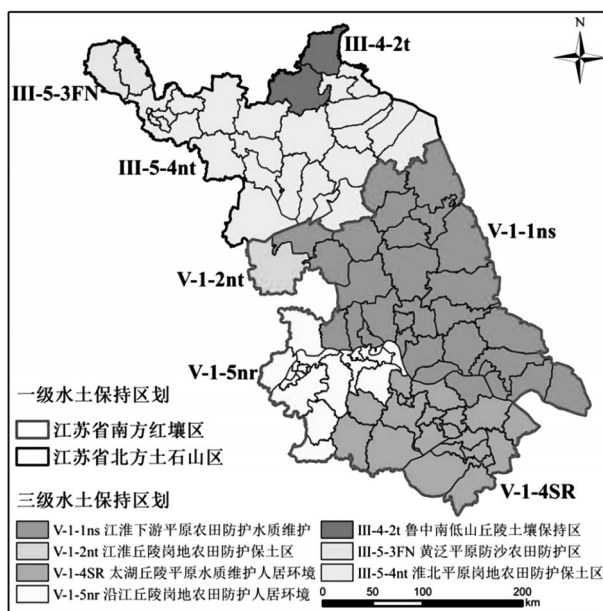 N
III-4-2t
III-5-3FN
III-5-4nt
V-1-1ns
V-1-2nt
V-1-5nr
V-1-4SR
一级水土保持区划
江苏省南方红壤区
江苏省北方土石山区
三级水土保持区划
V-1-1ns 江淮下游平原农田防护水质维护
V-1-2nt 江淮丘陵岗地农田防护保土区
V-1-4SR 太湖丘陵平原水质维护人居环境
V-1-5nr 沿江丘陵岗地农田防护人居环境
III-4-2t 鲁中南低山丘陵土壤保持区
III-5-3FN 黄泛平原防沙农田防护区
III-5-4nt 淮北平原岗地农田防护保土区
0 50 100 200
km